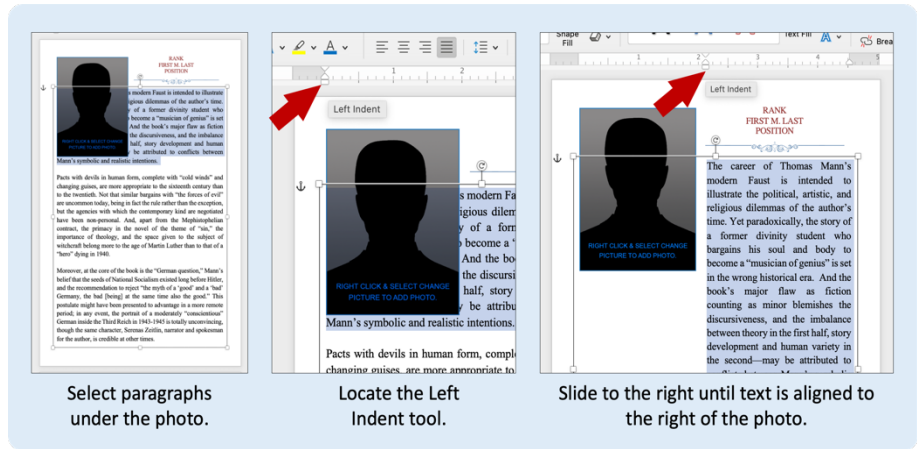 RANK
FIRST M. LAST
POSITION
s modern Faust is intended to illustrate
igious dilemmas of the author's time.
y of a former divinity student who
become a "musician of genius" is set
And the book's major flaw as fiction
the discursiveness, and the imbalance
half, story development and human
be attributed to conflicts between
Mann's symbolic and realistic intentions.
RIGHT CLICK & SELECT CHANGE
PICTURE TO ADD PHOTO.
Pacts with devils in human form, complete with "cold winds" and
changing guises, are more appropriate to the sixteenth century than
to the twentieth. Not that similar bargains with "the forces of evil"
are uncommon today, being in fact the rule rather than the exception,
but the agencies with which the contemporary kind are negotiated
have been non-personal. And, apart from the Mephistophelian
contract, the primacy in the novel of the theme of "sin," the
importance of theology, and the space given to the subject of
witchcraft belong more to the age of Martin Luther than to that of a
"hero" dying in 1940.
Moreover, at the core of the book is the "German question," Mann's
belief that the seeds of National Socialism existed long before Hitler,
and the recommendation to reject "the myth of a 'good' and a 'bad'
Germany, the bad [being] at the same time also the good." This
postulate might have been presented to advantage in a more remote
period; in any event, the portrait of a moderately "conscientious"
German inside the Third Reich in 1943-1945 is totally unconvincing,
though the same character, Serenus Zeitlin, narrator and spokesman
for the author, is credible at other times.
Select paragraphs
under the photo.
A
1
2
Left Indent
s modern Fa
igious dilem
y of a form
become a "
And the boo
the discursi
half, story
y be attribu
Mann's symbolic and realistic intentions.
RIGHT CLICK & SELECT CHANGE
PICTURE TO ADD PHOTO.
Pacts with devils in human form, compl
changing guises, are more appropriate to
Locate the Left
Indent tool.
Shape
Fill
Text Fill
A
Brea
1
2
3
4
5
Left Indent
RANK
FIRST M. LAST
POSITION
The career of Thomas Mann's
modern Faust is intended to
illustrate the political, artistic, and
religious dilemmas of the author's
time. Yet paradoxically, the story of
a former divinity student who
bargains his soul and body to
become a "musician of genius" is set
in the wrong historical era. And the
book's major flaw as fiction
counting as minor blemishes the
discursiveness, and the imbalance
between theory in the first half, story
development and human variety in
the second—may be attributed to
RIGHT CLICK & SELECT CHANGE
PICTURE TO ADD PHOTO.
Slide to the right until text is aligned to
the right of the photo.